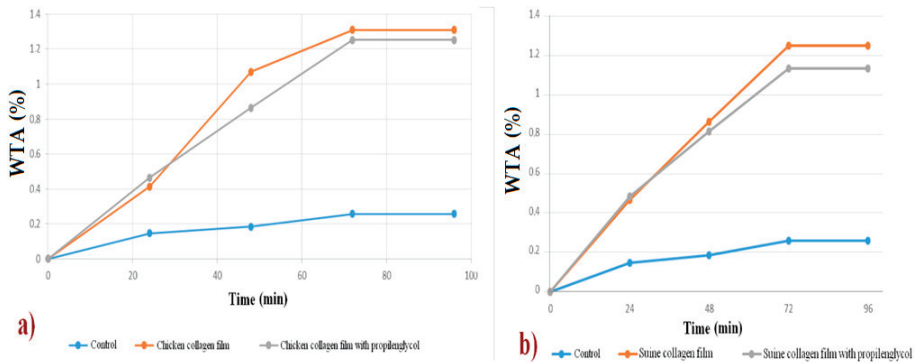 1.4
1.2
1
0.8
0.6
0.4
0.2
0
WTA (%)
0 20 40 60 80 100
Time (min)
a)
Control Chicken collagen film Chicken collagen film with propilenglycol
1.4
1.2
1
0.8
0.6
0.4
0.2
0
WTA (%)
0 24 48 72 96
Time (min)
b)
Control Suine collagen film Suine collagen film with propilenglycol